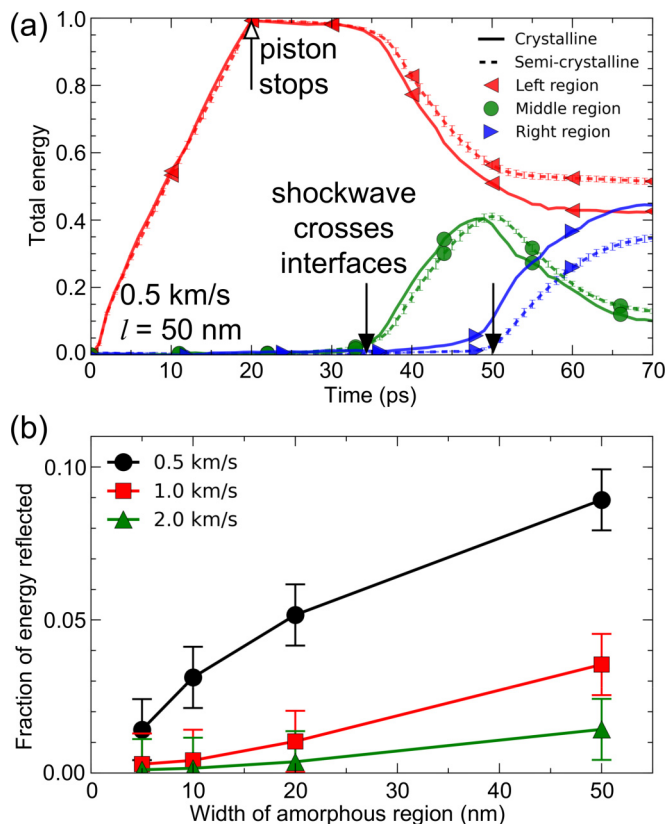 (a)
1.0
0.8
0.6
0.4
0.2
0.0
Total energy
piston
stops
Crystalline
Semi-crystalline
Left region
Middle region
Right region
shockwave
crosses
interfaces
0.5 km/s
l = 50 nm
0 10 20 30 40 50 60 70
Time (ps)
(b)
0.10
0.05
0.00
Fraction of energy reflected
0.5 km/s
1.0 km/s
2.0 km/s
0 10 20 30 40 50
Width of amorphous region (nm)